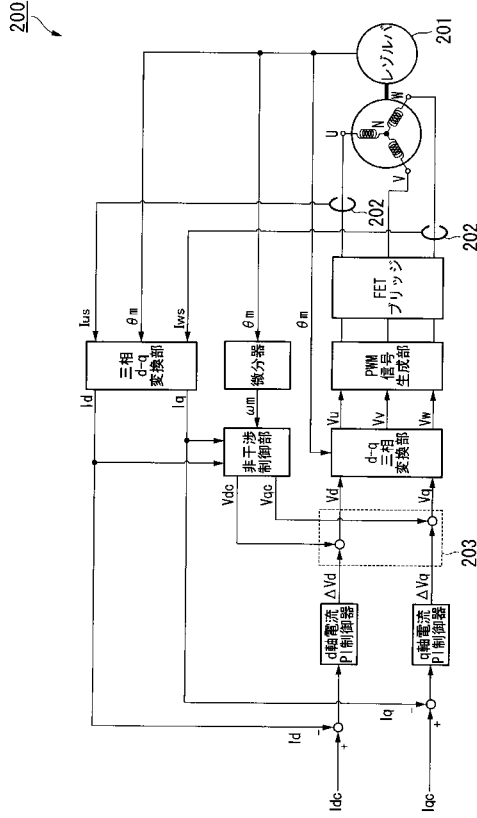 200
レゾルバ
201
U
N
W
V
202
202
Ius
θm
Iws
三相
d-q
変換部
Id
Iq
θm
微分器
ωm
非干渉
制御部
Vdc
Vqc
θm
FET
ブリッジ
PWM
信号
生成部
Vu
Vv
Vw
d-q
三相
変換部
Vd
Vq
203
ΔVd
ΔVq
d軸電流
PI制御器
q軸電流
PI制御器
Id
-
+
Idc
Iq
-
+
Iqc